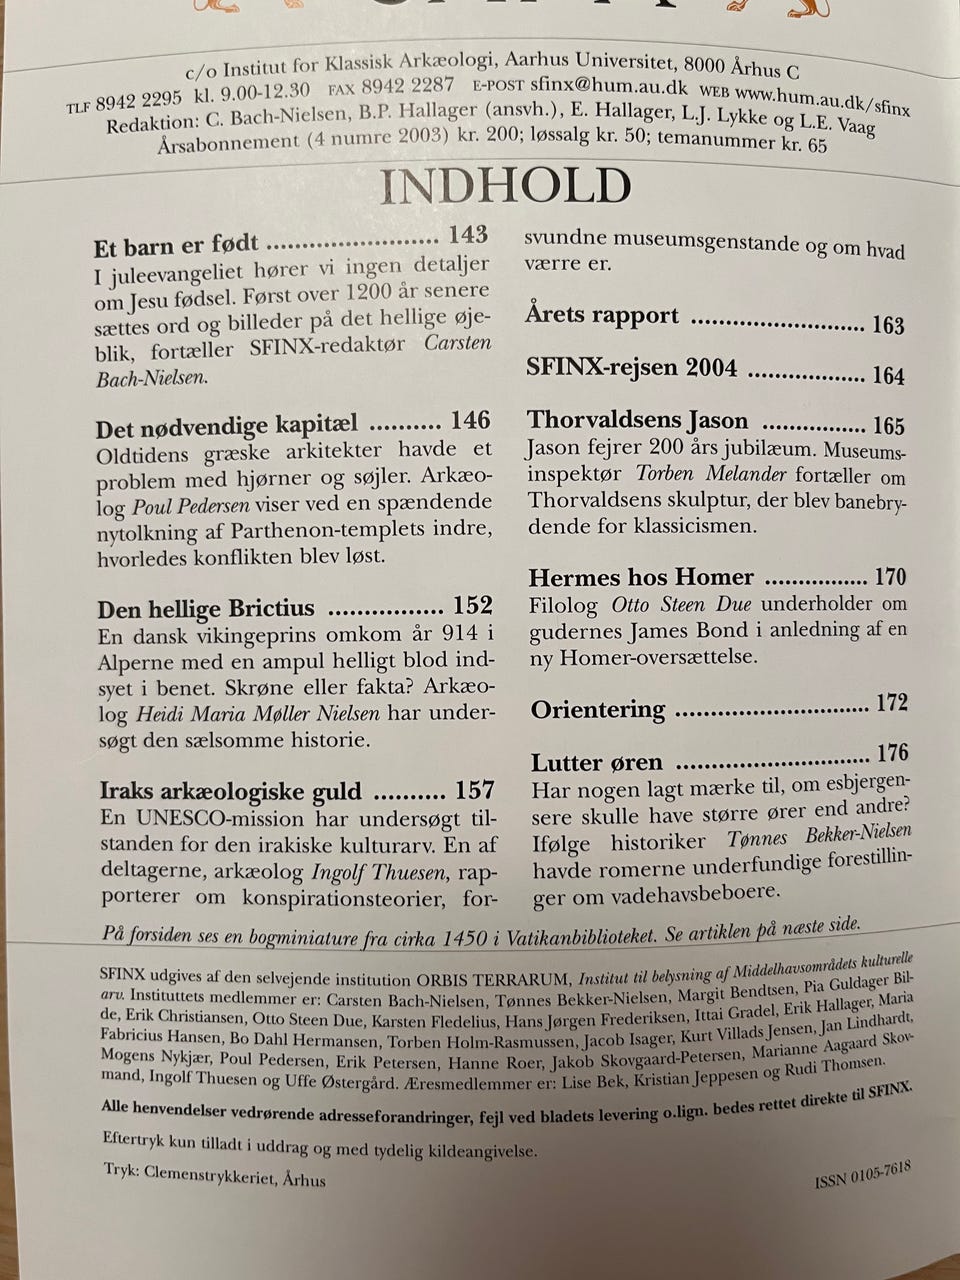 c/o Institut for Klassisk Arkæologi, Aarhus Universitet, 8000 Århus C
TLF 8942 2295 kl. 9.00-12.30 FAX 8942 2287 E-POST sfinx@hum.au.dk WEB www.hum.au.dk/sfinx
Redaktion: C. Bach-Nielsen, B.P. Hallager (ansvh.), E. Hallager, L.J. Lykke og L.E. Vaag
Årsabonnement (4 numre 2003) kr. 200; løssalg kr. 50; temanummer kr. 65
INDHOLD
Et barn er født ........................ 143
I juleevangeliet hører vi ingen detaljer
om Jesu fødsel. Først over 1200 år senere
sættes ord og billeder på det hellige øje-
blik, fortæller SFINX-redaktør Carsten
Bach-Nielsen.
Det nødvendige kapitæl .......... 146
Oldtidens græske arkitekter havde et
problem med hjørner og søjler. Arkæo-
log Poul Pedersen viser ved en spændende
nytolkning af Parthenon-templets indre,
hvorledes konflikten blev løst.
Den hellige Brictius ................ 152
En dansk vikingeprins omkom år 914 i
Alperne med en ampul helligt blod ind-
syet i benet. Skrøne eller fakta? Arkæo-
log Heidi Maria Møller Nielsen har under-
søgt den sælsomme historie.
Iraks arkæologiske guld .......... 157
En UNESCO-mission har undersøgt til-
standen for den irakiske kulturarv. En af
deltagerne, arkæolog Ingolf Thuesen, rap-
porterer om konspirationsteorier, for-
svundne museumsgenstande og om hvad
værre er.
Årets rapport ........................ 163
SFINX-rejsen 2004 ................ 164
Thorvaldsens Jason ............... 165
Jason fejrer 200 års jubilæum. Museums-
inspektør Torben Melander fortæller om
Thorvaldsens skulptur, der blev banebry-
dende for klassicismen.
Hermes hos Homer ............... 170
Filolog Otto Steen Due underholder om
gudernes James Bond i anledning af en
ny Homer-oversættelse.
Orientering ........................... 172
Lutter øren ........................... 176
Har nogen lagt mærke til, om esbjergen-
sere skulle have større ører end andre?
Ifølge historiker Tønnes Bekker-Nielsen
havde romerne underfundige forestillin-
ger om vadehavsbeboere.
På forsiden ses en bogminiature fra cirka 1450 i Vatikanbiblioteket. Se artiklen på næste side.
SFINX udgives af den selvejende institution ORBIS TERRARUM, Institut til belysning af Middelhavsområdets kulturelle
arv. Instituttets medlemmer er: Carsten Bach-Nielsen, Tønnes Bekker-Nielsen, Margit Bendtsen, Pia Guldager Bil-
de, Erik Christiansen, Otto Steen Due, Karsten Fledelius, Hans Jørgen Frederiksen, Ittai Gradel, Erik Hallager, Maria
Fabricius Hansen, Bo Dahl Hermansen, Torben Holm-Rasmussen, Jacob Isager, Kurt Villads Jensen, Jan Lindhardt,
Mogens Nykjær, Poul Pedersen, Erik Petersen, Hanne Roer, Jakob Skovgaard-Petersen, Marianne Aagaard Skov-
mand, Ingolf Thuesen og Uffe Østergård. Æresmedlemmer er: Lise Bek, Kristian Jeppesen og Rudi Thomsen.
Alle henvendelser vedrørende adresseforandringer, fejl ved bladets levering o.lign. bedes rettet direkte til SFINX.
Eftertryk kun tilladt i uddrag og med tydelig kildeangivelse.
Tryk: Clemenstrykkeriet, Århus
ISSN 0105-7618